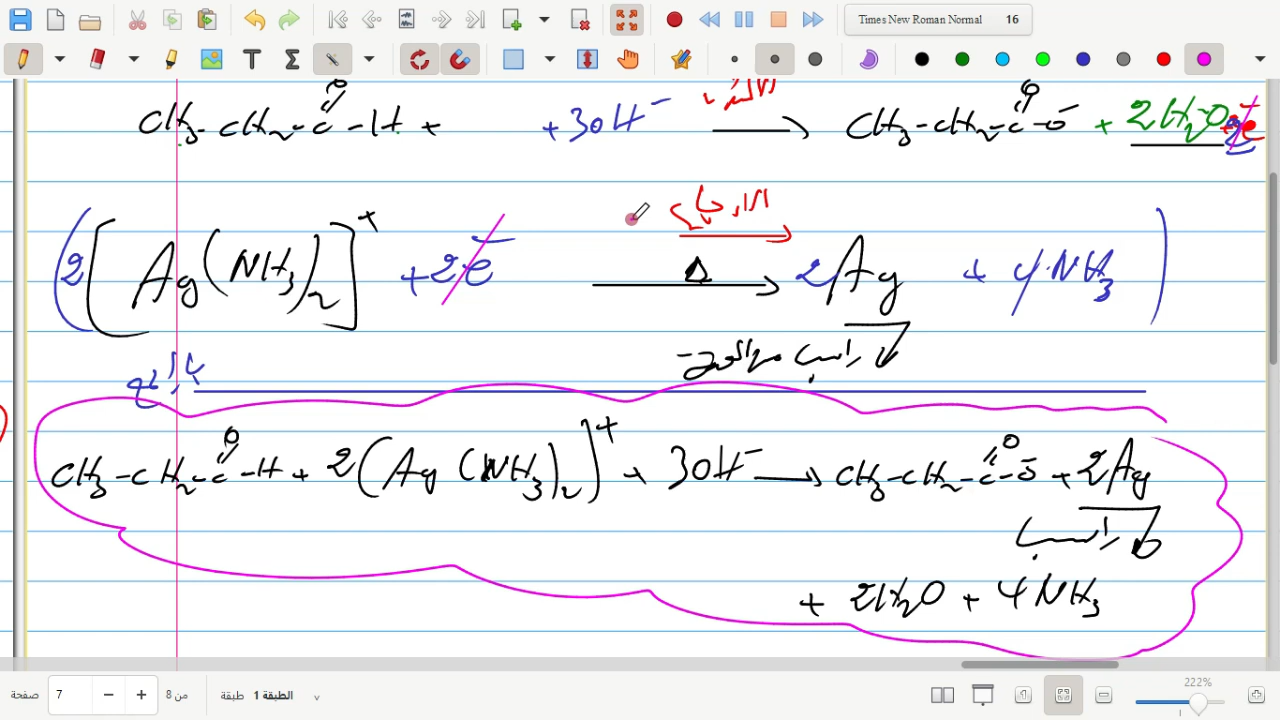 Times New Roman Normal 16
O
CH3-CH2-C-H + +3OH⁻ → CH3-CH2-C-O⁻ + 2H2O + 2e⁻
الارجاع
(2[Ag(NH3)2]⁺ + 2e⁻ Δ→ 2Ag + 4NH3)
راسب
O O
CH3-CH2-C-H + 2(Ag(NH3)2)⁺ + 3OH⁻ → CH3-CH2-C-O⁻ + 2Ag
راسب
+ 2H2O + 4NH3
222%
صفحة 7 من 8 الطبقة 1 طبقة